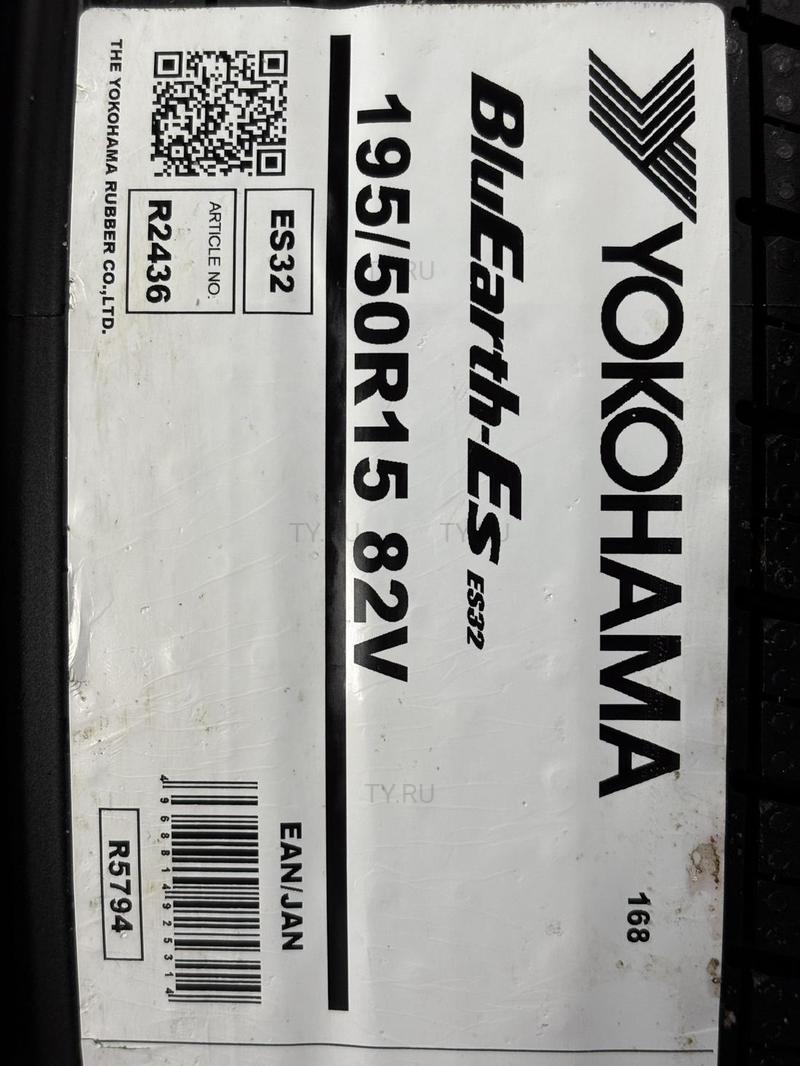 YOKOHAMA
168
BluEarth-Es ES32
195/50R15 82V
ES32
ARTICLE NO.
R2436
EAN/JAN
4968814925314
R5794
THE YOKOHAMA RUBBER CO.,LTD.
TY.RU
TY.RU
TY.RU
TY.RU